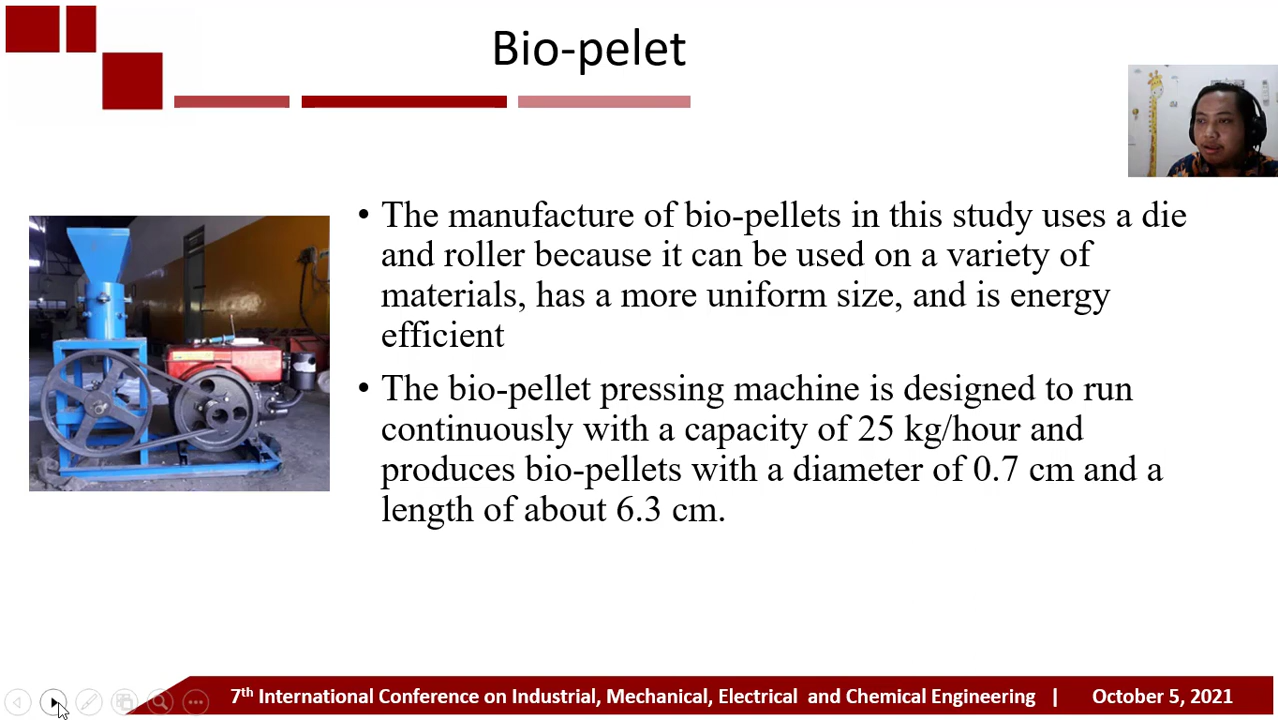 Bio-pelet
• The manufacture of bio-pellets in this study uses a die
and roller because it can be used on a variety of
materials, has a more uniform size, and is energy
efficient
• The bio-pellet pressing machine is designed to run
continuously with a capacity of 25 kg/hour and
produces bio-pellets with a diameter of 0.7 cm and a
length of about 6.3 cm.
7th International Conference on Industrial, Mechanical, Electrical and Chemical Engineering | October 5, 2021